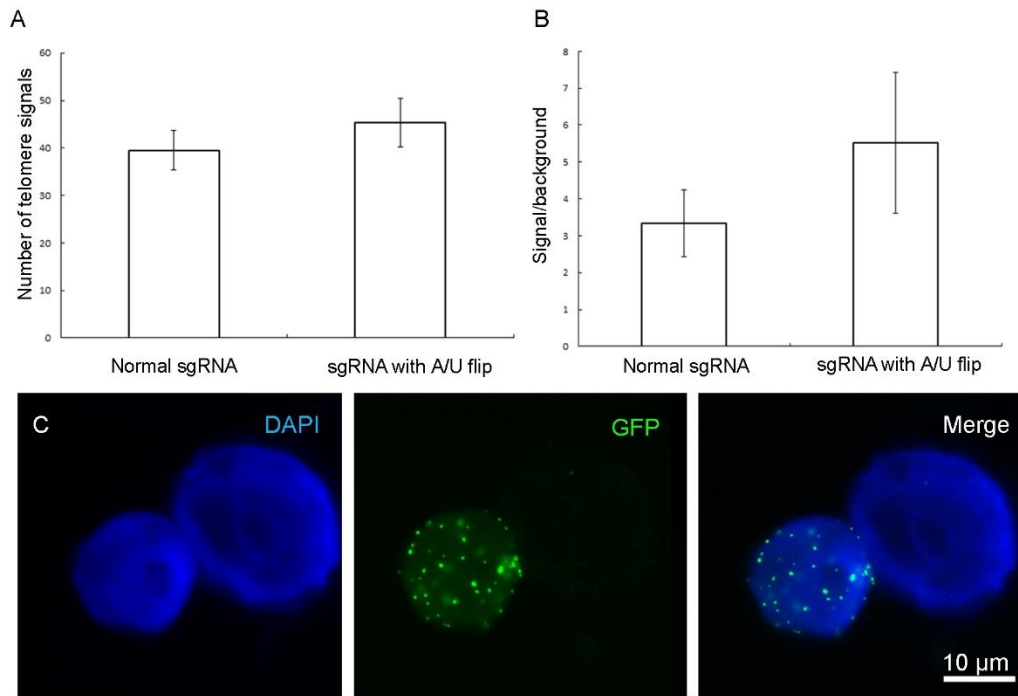 A
Number of telomere signals
60
50
40
30
20
10
0
Normal sgRNA
sgRNA with A/U flip
B
Signal/background
8
7
6
5
4
3
2
1
0
Normal sgRNA
sgRNA with A/U flip
C
DAPI
GFP
Merge
10 μm